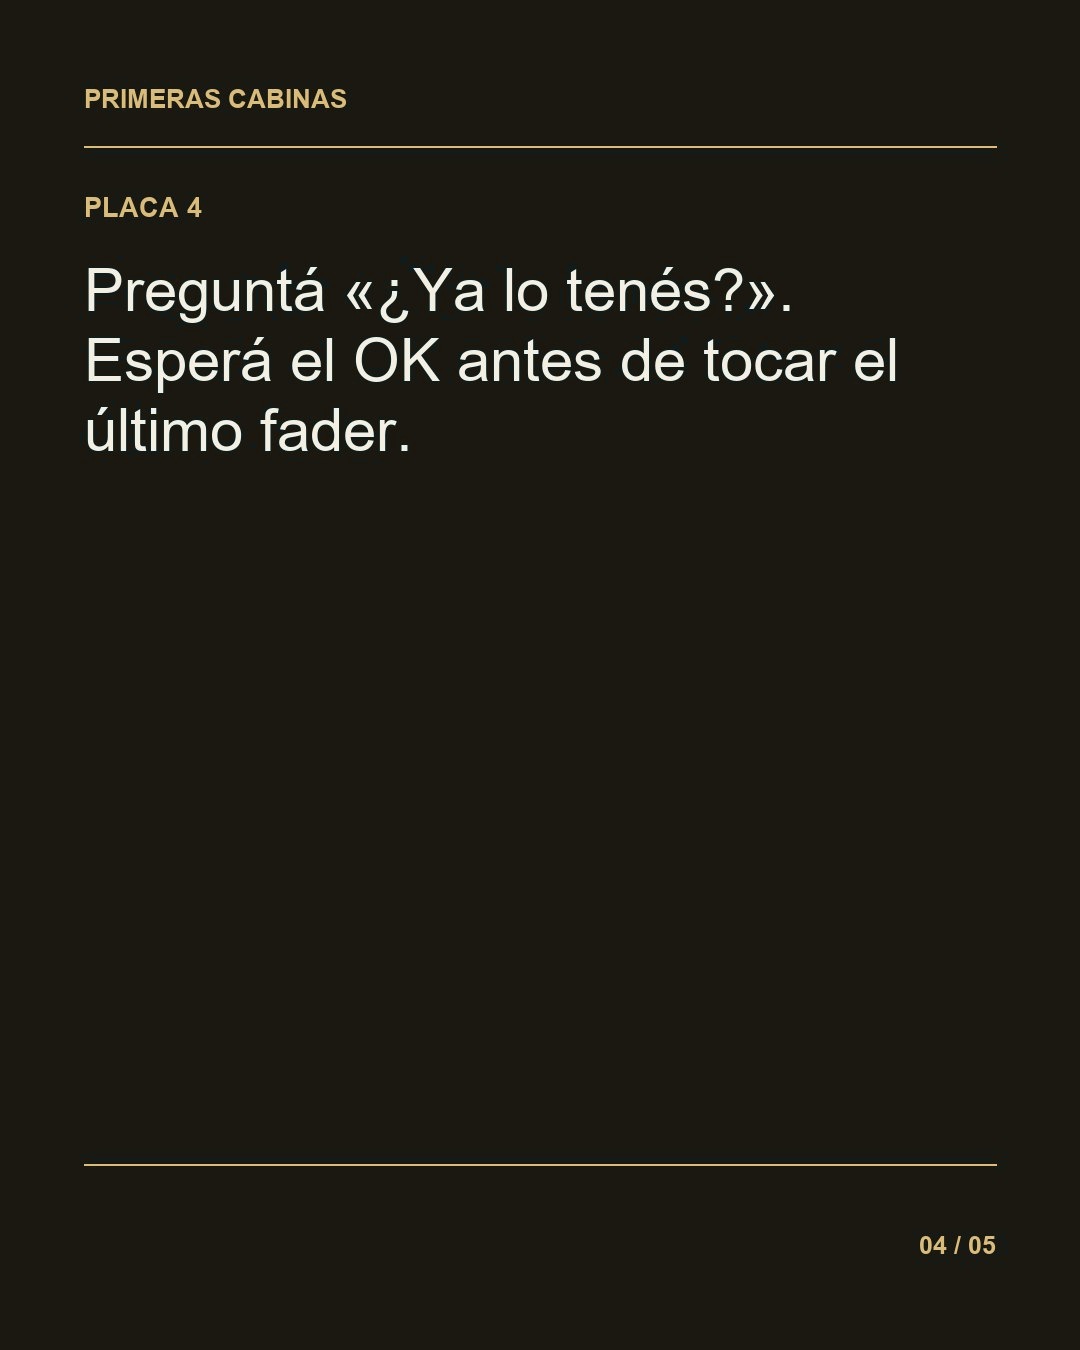 PRIMERAS CABINAS
PLACA 4
Preguntá «¿Ya lo tenés?».
Esperá el OK antes de tocar el
último fader.
04 / 05